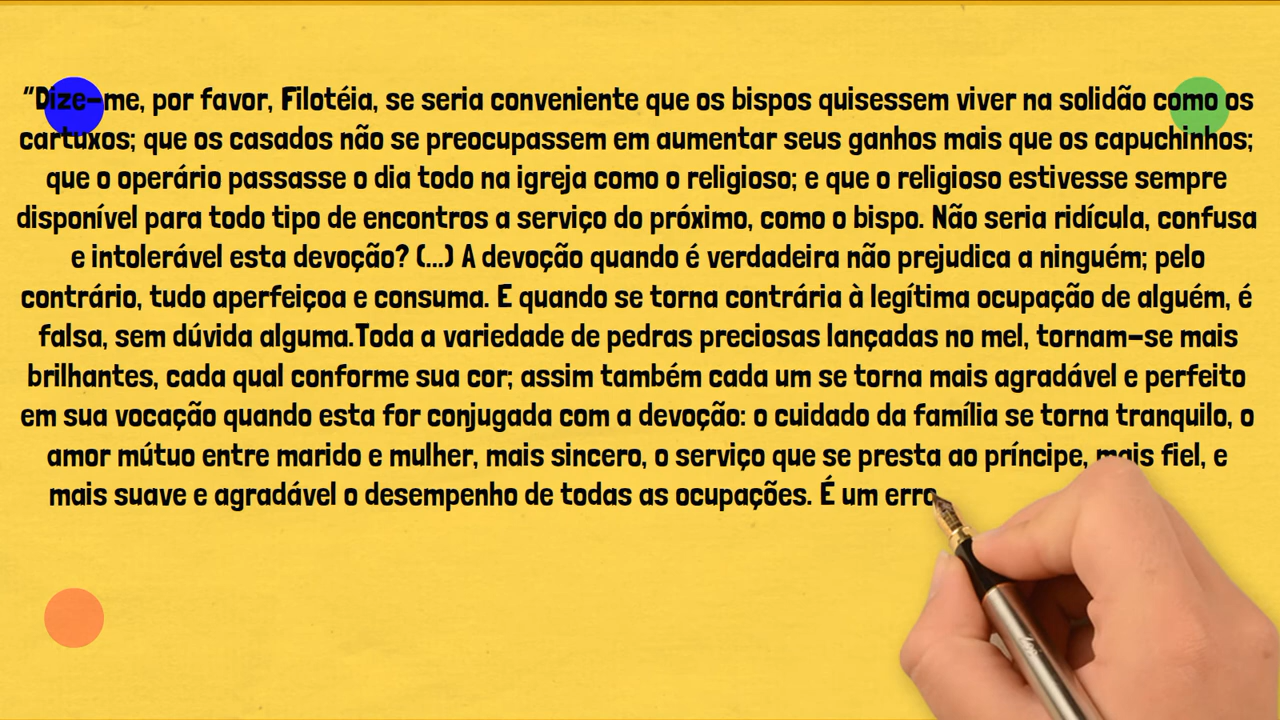 "Dize-me, por favor, Filotéia, se seria conveniente que os bispos quisessem viver na solidão como os
cartuxos; que os casados não se preocupassem em aumentar seus ganhos mais que os capuchinhos;
que o operário passasse o dia todo na igreja como o religioso; e que o religioso estivesse sempre
disponível para todo tipo de encontros a serviço do próximo, como o bispo. Não seria ridícula, confusa
e intolerável esta devoção? (...) A devoção quando é verdadeira não prejudica a ninguém; pelo
contrário, tudo aperfeiçoa e consuma. E quando se torna contrária à legítima ocupação de alguém, é
falsa, sem dúvida alguma.Toda a variedade de pedras preciosas lançadas no mel, tornam-se mais
brilhantes, cada qual conforme sua cor; assim também cada um se torna mais agradável e perfeito
em sua vocação quando esta for conjugada com a devoção: o cuidado da família se torna tranquilo, o
amor mútuo entre marido e mulher, mais sincero, o serviço que se presta ao príncipe, mais fiel, e
mais suave e agradável o desempenho de todas as ocupações. É um erro